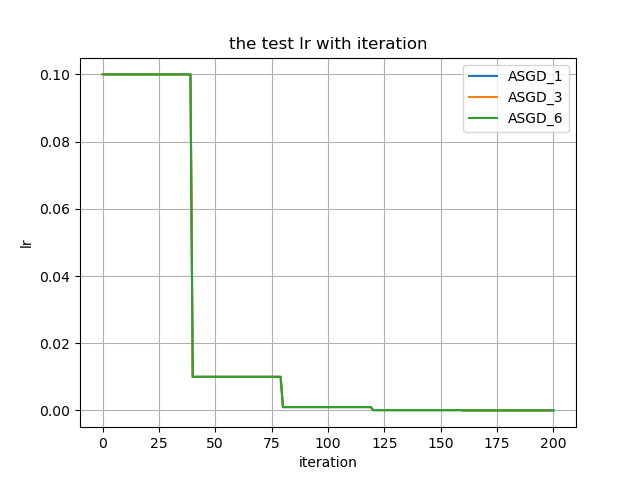 the test lr with iteration
ASGD_1
ASGD_3
ASGD_6
0.10
0.08
0.06
0.04
0.02
0.00
lr
0 25 50 75 100 125 150 175 200
iteration